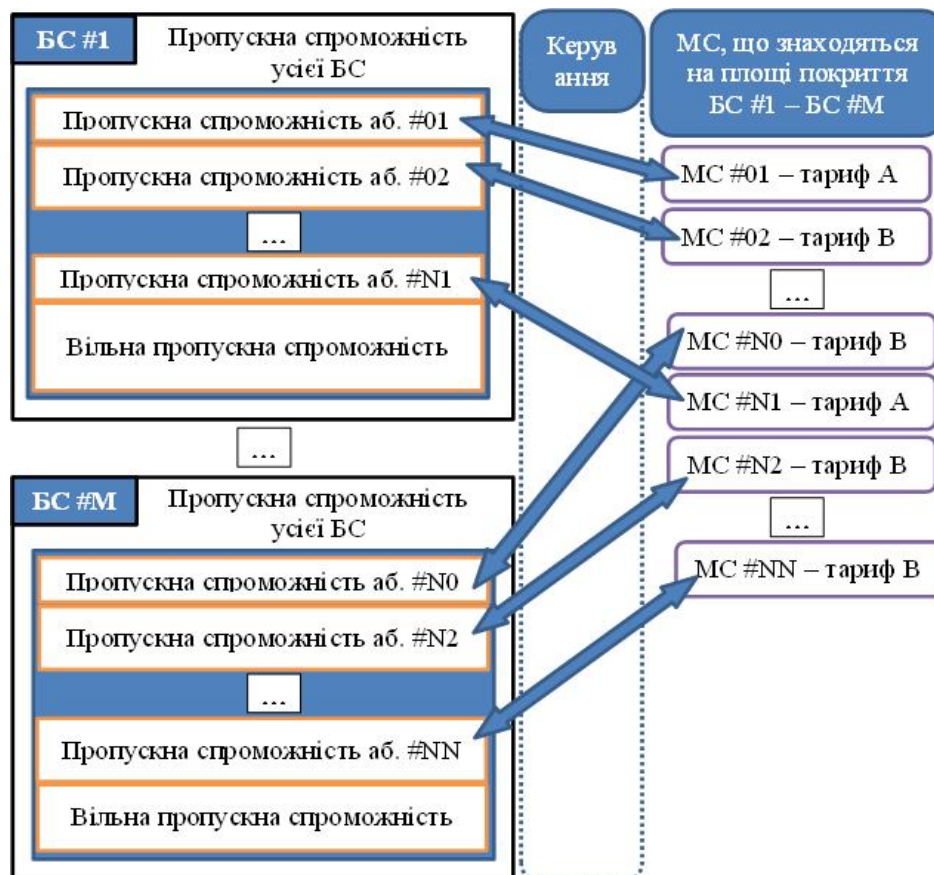 БС #1
Пропускна спроможність
усієї БС
Пропускна спроможність аб. #01
Пропускна спроможність аб. #02
...
Пропускна спроможність аб. #N1
Вільна пропускна спроможність
...
БС #M
Пропускна спроможність
усієї БС
Пропускна спроможність аб. #N0
Пропускна спроможність аб. #N2
...
Пропускна спроможність аб. #NN
Вільна пропускна спроможність
Керув
ання
МС, що знаходяться
на площі покриття
БС #1 – БС #M
МС #01 – тариф А
МС #02 – тариф В
...
МС #N0 – тариф В
МС #N1 – тариф А
МС #N2 – тариф В
...
МС #NN – тариф В